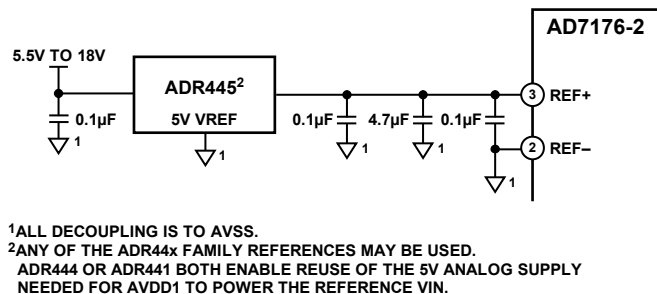 AD7176-2
5.5V TO 18V
ADR445²
5V VREF
0.1µF
1
1
0.1µF
1
4.7µF
1
0.1µF
1
3 REF+
2 REF–
¹ALL DECOUPLING IS TO AVSS.
²ANY OF THE ADR44x FAMILY REFERENCES MAY BE USED.
ADR444 OR ADR441 BOTH ENABLE REUSE OF THE 5V ANALOG SUPPLY
NEEDED FOR AVDD1 TO POWER THE REFERENCE VIN.